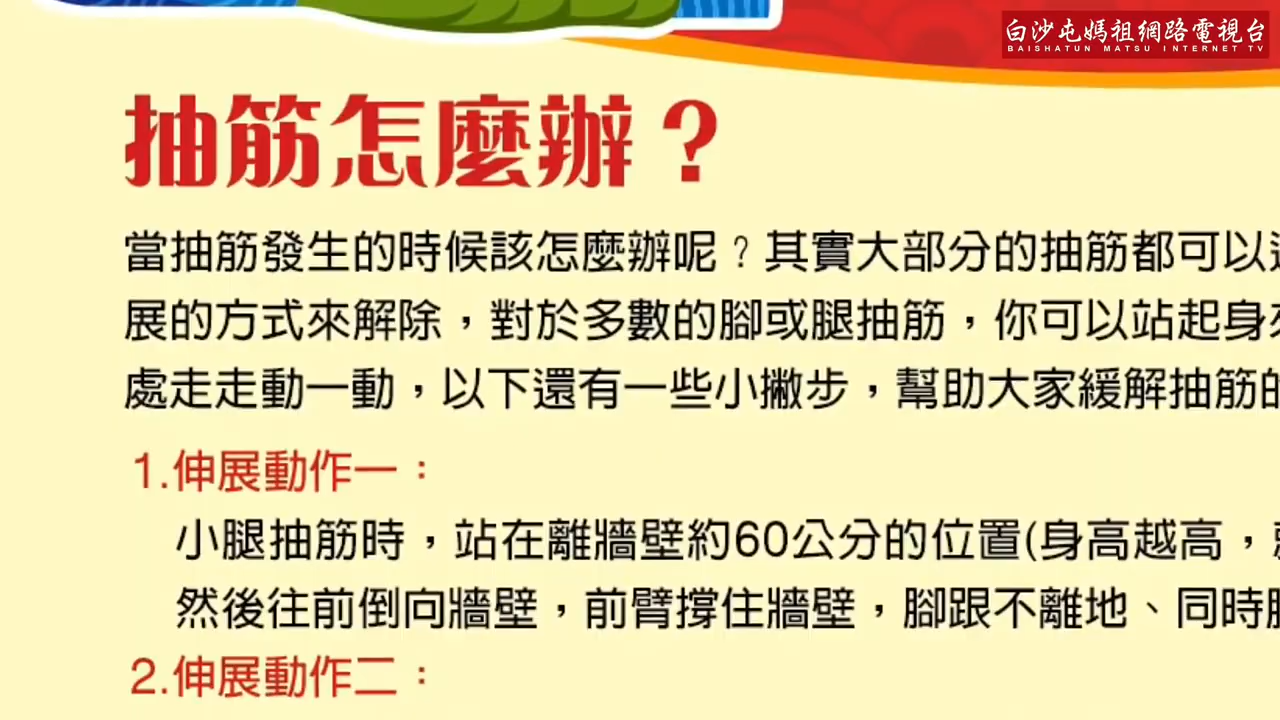 白沙屯媽祖網路電視台
BAISHATUN MATSU INTERNET TV
抽筋怎麼辦？
當抽筋發生的時候該怎麼辦呢？其實大部分的抽筋都可以
展的方式來解除，對於多數的腳或腿抽筋，你可以站起身
處走走動一動，以下還有一些小撇步，幫助大家緩解抽筋的
1.伸展動作一：
小腿抽筋時，站在離牆壁約60公分的位置(身高越高，
然後往前倒向牆壁，前臂撐住牆壁，腳跟不離地、同時
2.伸展動作二：